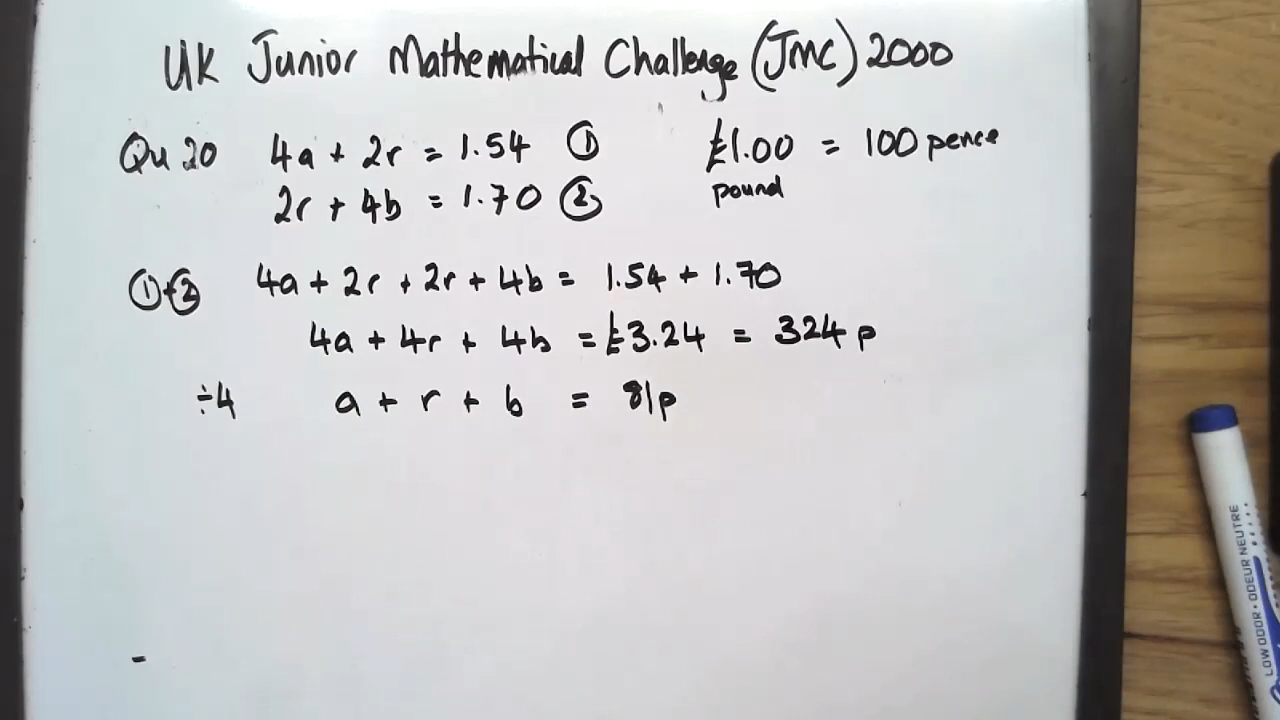 UK Junior Mathematical Challenge (JMC) 2000
Qu 20 4a + 2r = 1.54 ① £1.00 = 100 pence
2r + 4b = 1.70 ② pound
①+② 4a + 2r + 2r + 4b = 1.54 + 1.70
4a + 4r + 4b = £3.24 = 324p
÷4 a + r + b = 81p
LOW ODOR • ODEUR NEUTRE